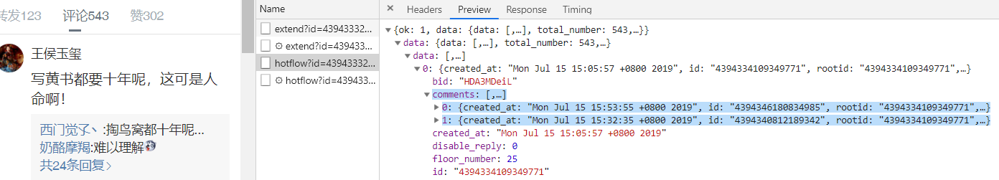 转发123 评论543 赞302
王侯玉玺
写黄书都要十年呢，这可是人
命啊！
西门觉孓丶:掏鸟窝都十年呢...
奶酪摩羯:难以理解
共24条回复>
Name
extend?id=43943332...
extend?id=439433...
hotflow?id=43943332...
hotflow?id=439433...
× Headers Preview Response Timing
▼{ok: 1, data: {data: [,…], total_number: 543,…}}
▼data: {data: [,…], total_number: 543,…}
▼data: [,…]
▼0: {created_at: "Mon Jul 15 15:05:57 +0800 2019", id: "4394334109349771", rootid: "4394334109349771",…}
bid: "HDA3MDeiL"
▼comments: [,…]
▶0: {created_at: "Mon Jul 15 15:53:55 +0800 2019", id: "4394346180834985", rootid: "4394334109349771",…}
▶1: {created_at: "Mon Jul 15 15:32:35 +0800 2019", id: "4394340812189342", rootid: "4394334109349771",…}
created_at: "Mon Jul 15 15:05:57 +0800 2019"
disable_reply: 0
floor_number: 25
id: "4394334109349771"